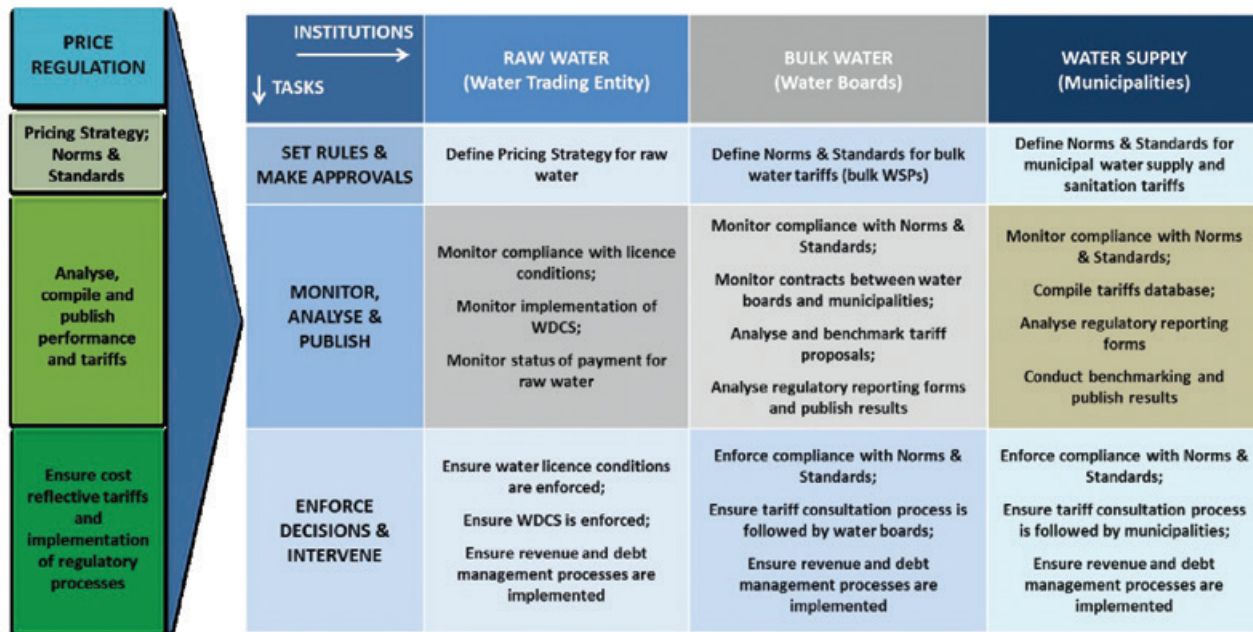 PRICE
REGULATION
Pricing Strategy;
Norms &
Standards
Analyse,
compile and
publish
performance
and tariffs
Ensure cost
reflective tariffs
and
implementation
of regulatory
processes
INSTITUTIONS
TASKS
RAW WATER
(Water Trading Entity)
BULK WATER
(Water Boards)
WATER SUPPLY
(Municipalities)
SET RULES &
MAKE APPROVALS
Define Pricing Strategy for raw
water
Define Norms & Standards for bulk
water tariffs (bulk WSPs)
Define Norms & Standards for
municipal water supply and
sanitation tariffs
MONITOR,
ANALYSE &
PUBLISH
Monitor compliance with licence
conditions;
Monitor implementation of
WDCS;
Monitor status of payment for
raw water
Monitor compliance with Norms &
Standards;
Monitor contracts between water
boards and municipalities;
Analyse and benchmark tariff
proposals;
Analyse regulatory reporting forms
and publish results
Monitor compliance with Norms
& Standards;
Compile tariffs database;
Analyse regulatory reporting
forms
Conduct benchmarking and
publish results
ENFORCE
DECISIONS &
INTERVENE
Ensure water licence conditions
are enforced;
Ensure WDCS is enforced;
Ensure revenue and debt
management processes are
implemented
Enforce compliance with Norms &
Standards;
Ensure tariff consultation process is
followed by water boards;
Ensure revenue and debt
management processes are
implemented
Enforce compliance with Norms &
Standards;
Ensure tariff consultation process
is followed by municipalities;
Ensure revenue and debt
management processes are
implemented